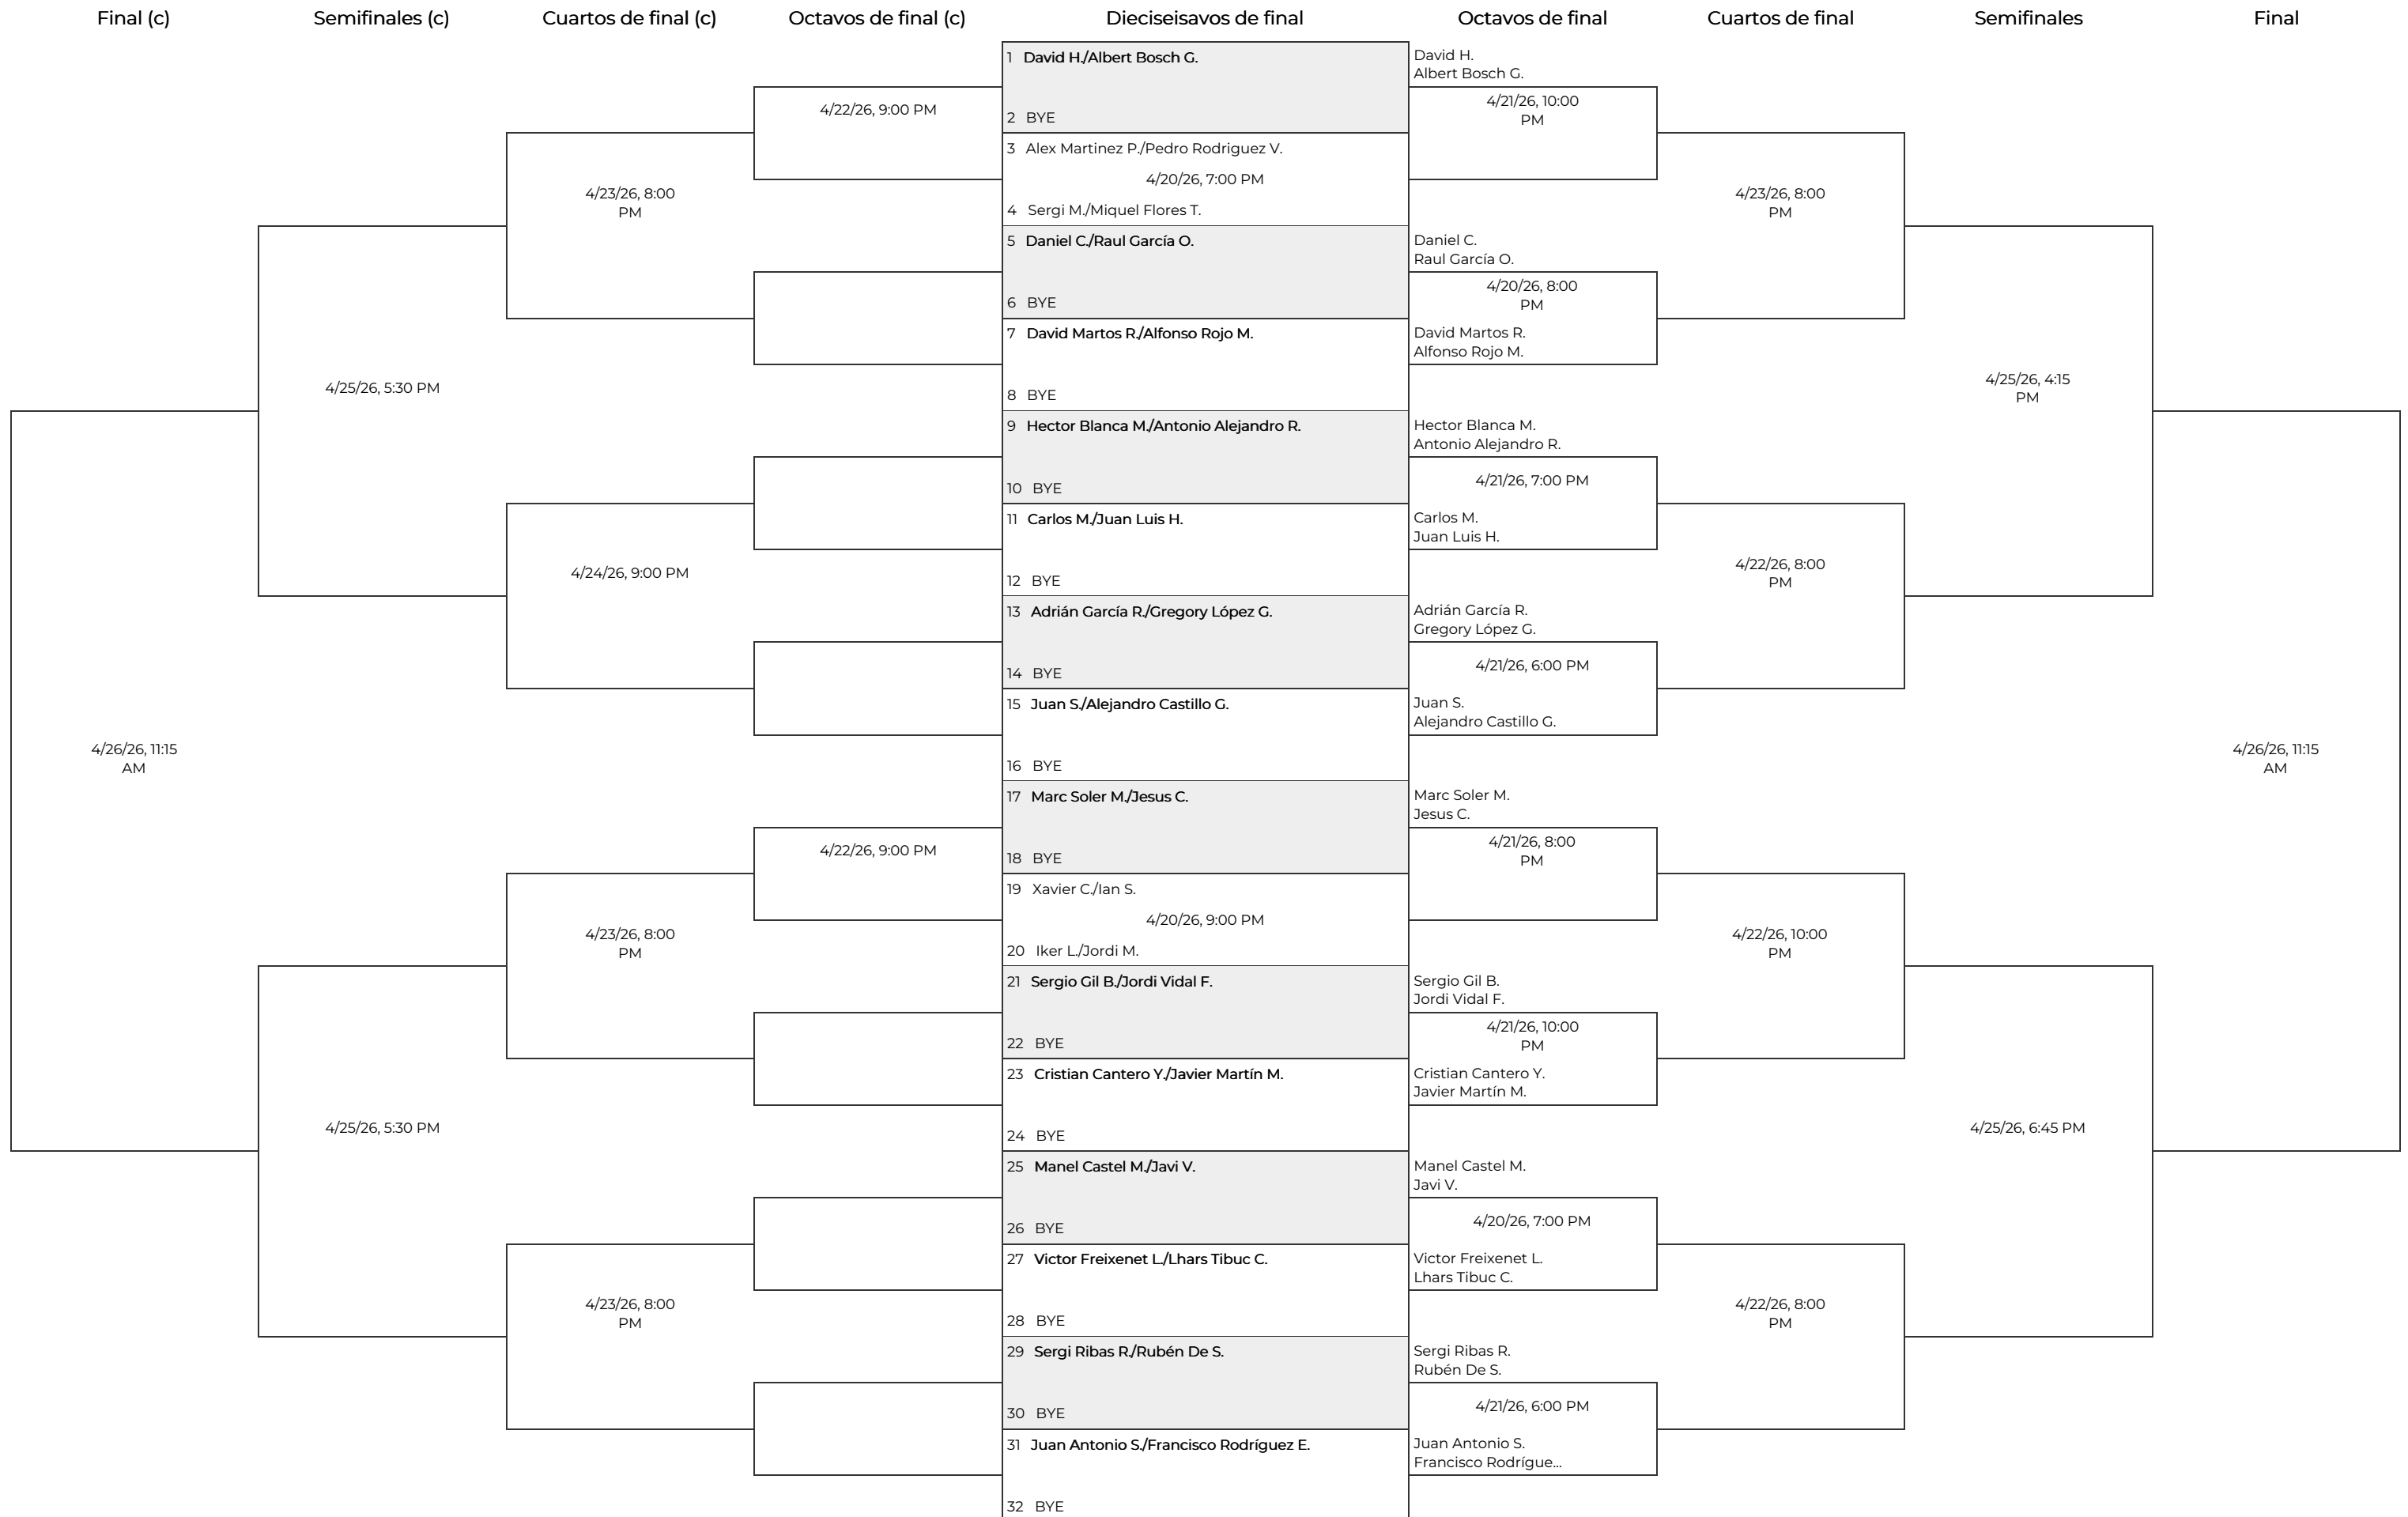 Final (c)
Semifinales (c)
Cuartos de final (c)
Octavos de final (c)
Dieciseisavos de final
Octavos de final
Cuartos de final
Semifinales
Final
4/26/26, 11:15
AM
4/25/26, 5:30 PM
4/25/26, 5:30 PM
4/23/26, 8:00
PM
4/24/26, 9:00 PM
4/23/26, 8:00
PM
4/23/26, 8:00
PM
4/22/26, 9:00 PM
4/22/26, 9:00 PM
1 David H./Albert Bosch G.
2 BYE
3 Alex Martinez P./Pedro Rodriguez V.
4/20/26, 7:00 PM
4 Sergi M./Miquel Flores T.
5 Daniel C./Raul García O.
6 BYE
7 David Martos R./Alfonso Rojo M.
8 BYE
9 Hector Blanca M./Antonio Alejandro R.
10 BYE
11 Carlos M./Juan Luis H.
12 BYE
13 Adrián García R./Gregory López G.
14 BYE
15 Juan S./Alejandro Castillo G.
16 BYE
17 Marc Soler M./Jesus C.
18 BYE
19 Xavier C./Ian S.
4/20/26, 9:00 PM
20 Iker L./Jordi M.
21 Sergio Gil B./Jordi Vidal F.
22 BYE
23 Cristian Cantero Y./Javier Martín M.
24 BYE
25 Manel Castel M./Javi V.
26 BYE
27 Victor Freixenet L./Lhars Tibuc C.
28 BYE
29 Sergi Ribas R./Rubén De S.
30 BYE
31 Juan Antonio S./Francisco Rodríguez E.
32 BYE
David H.
Albert Bosch G.
4/21/26, 10:00
PM
Daniel C.
Raul García O.
4/20/26, 8:00
PM
David Martos R.
Alfonso Rojo M.
Hector Blanca M.
Antonio Alejandro R.
4/21/26, 7:00 PM
Carlos M.
Juan Luis H.
Adrián García R.
Gregory López G.
4/21/26, 6:00 PM
Juan S.
Alejandro Castillo G.
Marc Soler M.
Jesus C.
4/21/26, 8:00
PM
Sergio Gil B.
Jordi Vidal F.
4/21/26, 10:00
PM
Cristian Cantero Y.
Javier Martín M.
Manel Castel M.
Javi V.
4/20/26, 7:00 PM
Victor Freixenet L.
Lhars Tibuc C.
Sergi Ribas R.
Rubén De S.
4/21/26, 6:00 PM
Juan Antonio S.
Francisco Rodrígue...
4/23/26, 8:00
PM
4/22/26, 8:00
PM
4/22/26, 10:00
PM
4/22/26, 8:00
PM
4/25/26, 4:15
PM
4/25/26, 6:45 PM
4/26/26, 11:15
AM